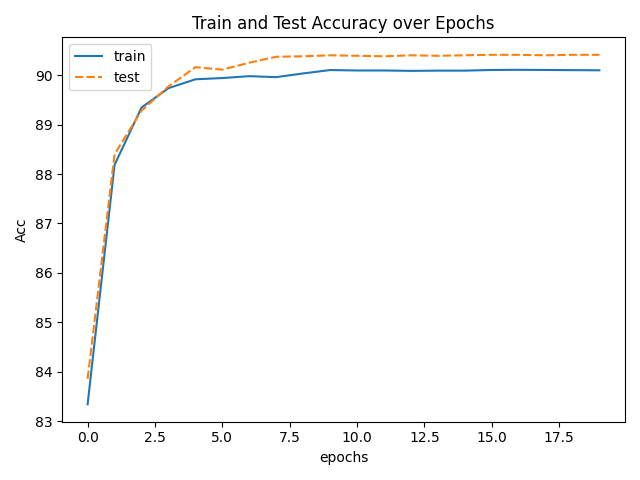 Train and Test Accuracy over Epochs
train
test
90
89
88
87
86
85
84
83
Acc
0.0 2.5 5.0 7.5 10.0 12.5 15.0 17.5
epochs